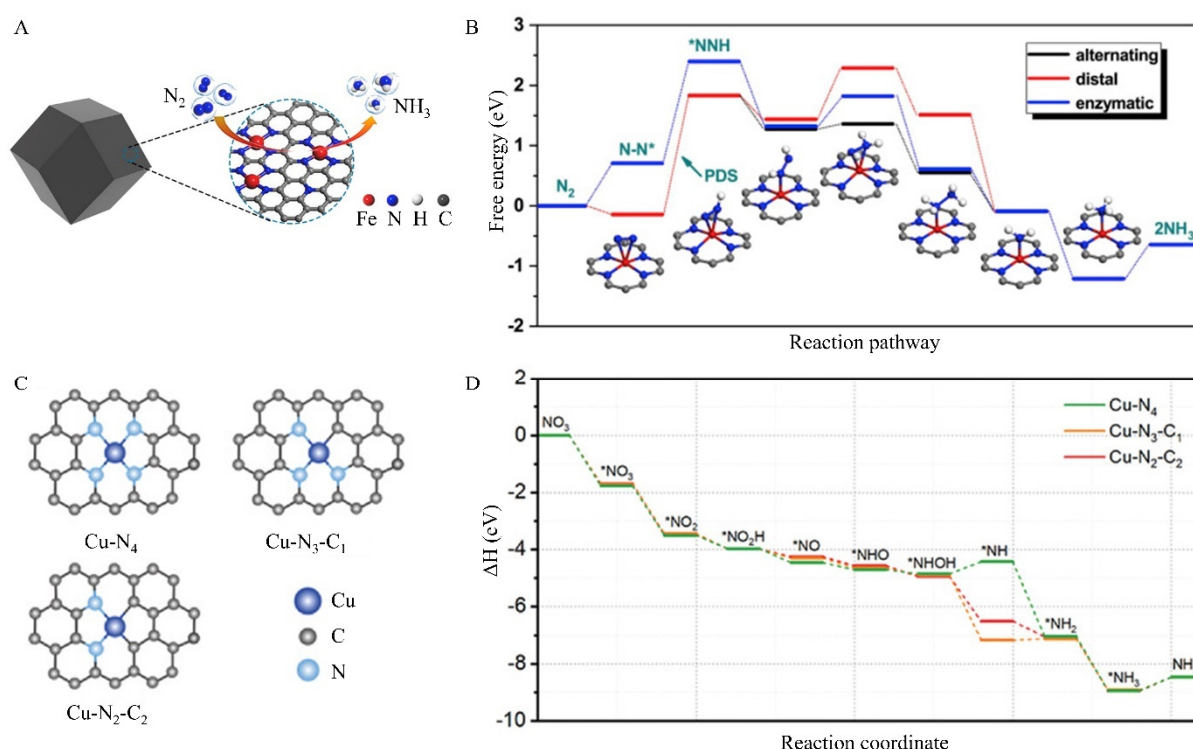 A
N₂
NH₃
Fe N H C
B
Free energy (eV)
3
2
1
0
-1
-2
N₂
N-N*
*NNH
PDS
2NH₃
alternating
distal
enzymatic
Reaction pathway
C
Cu-N₄
Cu-N₃-C₁
Cu-N₂-C₂
Cu
C
N
D
ΔH (eV)
2
0
-2
-4
-6
-8
-10
NO₃
*NO₃
*NO₂
*NO₂H
*NO
*NHO
*NHOH
*NH
*NH₂
*NH₃
Cu-N₄
Cu-N₃-C₁
Cu-N₂-C₂
Reaction coordinate